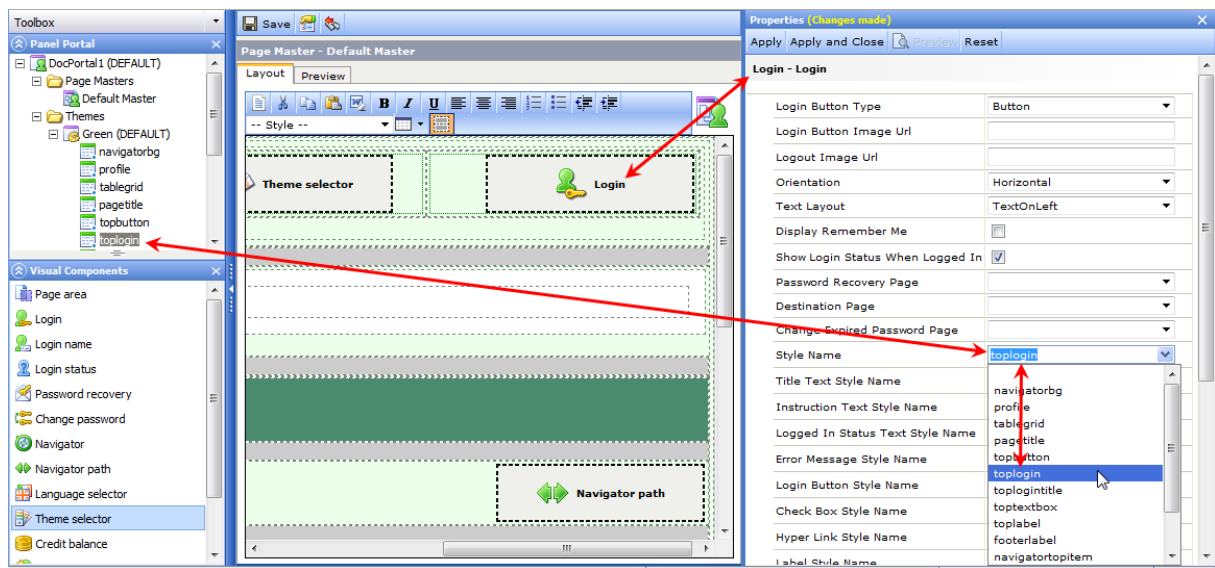 Toolbox
Panel Portal
DocPortal1 (DEFAULT)
Page Masters
Default Master
Themes
Green (DEFAULT)
navigatorbg
profile
tablegrid
pagetitle
topbutton
toplogin
Visual Components
Page area
Login
Login name
Login status
Password recovery
Change password
Navigator
Navigator path
Language selector
Theme selector
Credit balance
Save
Page Master - Default Master
Layout Preview
B I U
-- Style --
Theme selector
Login
Navigator path
Properties (Changes made)
Apply Apply and Close Preview Reset
Login - Login
Login Button Type Button
Login Button Image Url
Logout Image Url
Orientation Horizontal
Text Layout TextOnLeft
Display Remember Me
Show Login Status When Logged In
Password Recovery Page
Destination Page
Change Expired Password Page
Style Name toplogin
Title Text Style Name
Instruction Text Style Name
Logged In Status Text Style Name
Error Message Style Name
Login Button Style Name
Check Box Style Name
Hyper Link Style Name
Label Style Name
navigatorbg
profile
tablegrid
pagetitle
topbutton
toplogin
toplogintitle
toptextbox
toplabel
footerlabel
navigatortopitem